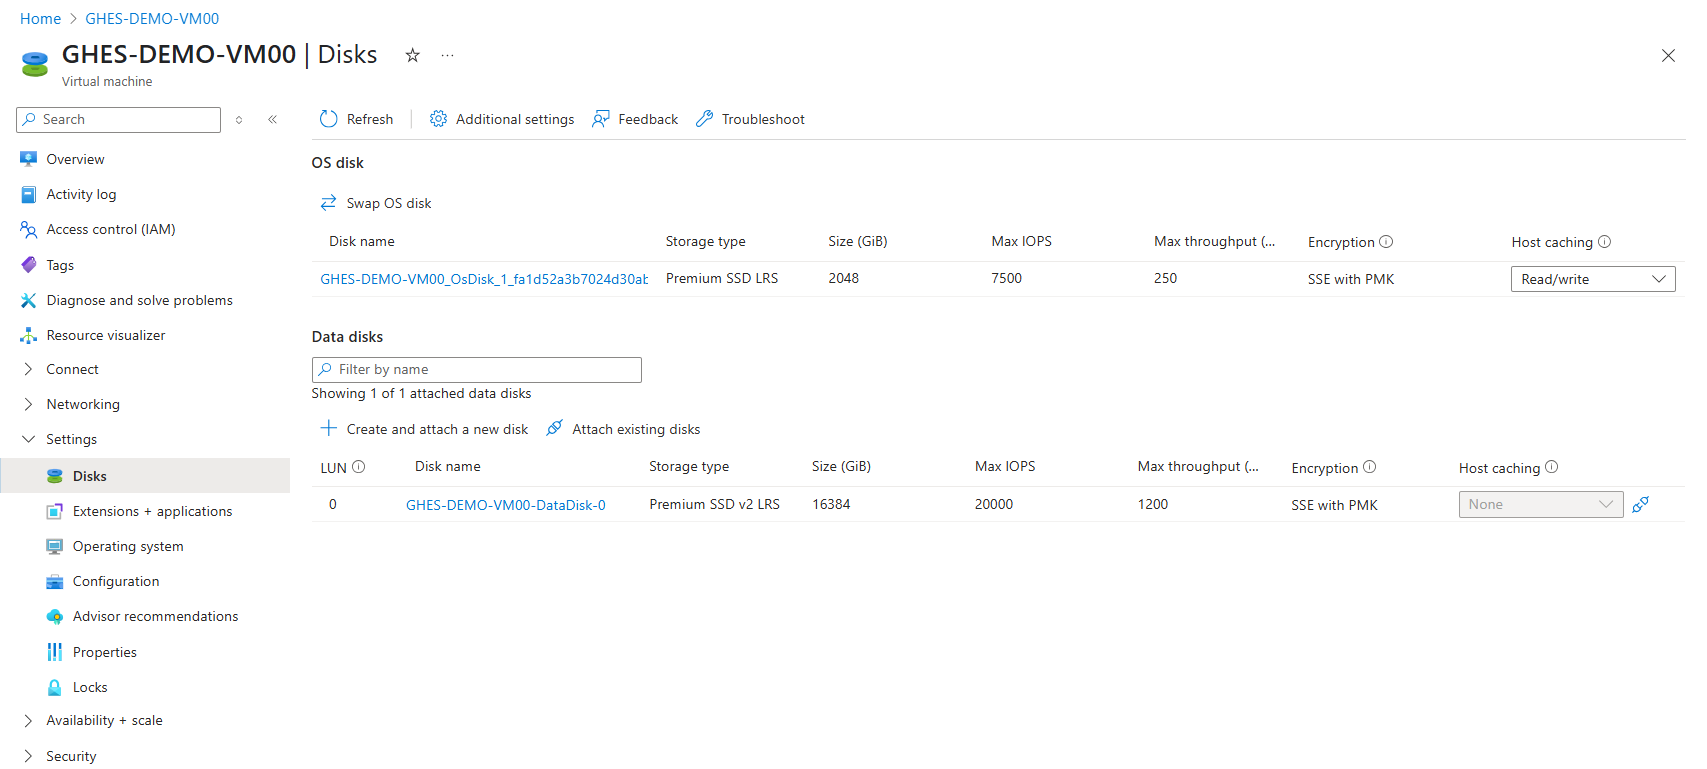 Home > GHES-DEMO-VM00
GHES-DEMO-VM00 | Disks
Virtual machine
Search
Overview
Activity log
Access control (IAM)
Tags
Diagnose and solve problems
Resource visualizer
Connect
Networking
Settings
Disks
Extensions + applications
Operating system
Configuration
Advisor recommendations
Properties
Locks
Availability + scale
Security
Refresh Additional settings Feedback Troubleshoot
OS disk
Swap OS disk
Disk name Storage type Size (GiB) Max IOPS Max throughput (... Encryption Host caching
GHES-DEMO-VM00_OsDisk_1_fa1d52a3b7024d30ab Premium SSD LRS 2048 7500 250 SSE with PMK Read/write
Data disks
Filter by name
Showing 1 of 1 attached data disks
Create and attach a new disk Attach existing disks
LUN Disk name Storage type Size (GiB) Max IOPS Max throughput (... Encryption Host caching
0 GHES-DEMO-VM00-DataDisk-0 Premium SSD v2 LRS 16384 20000 1200 SSE with PMK None